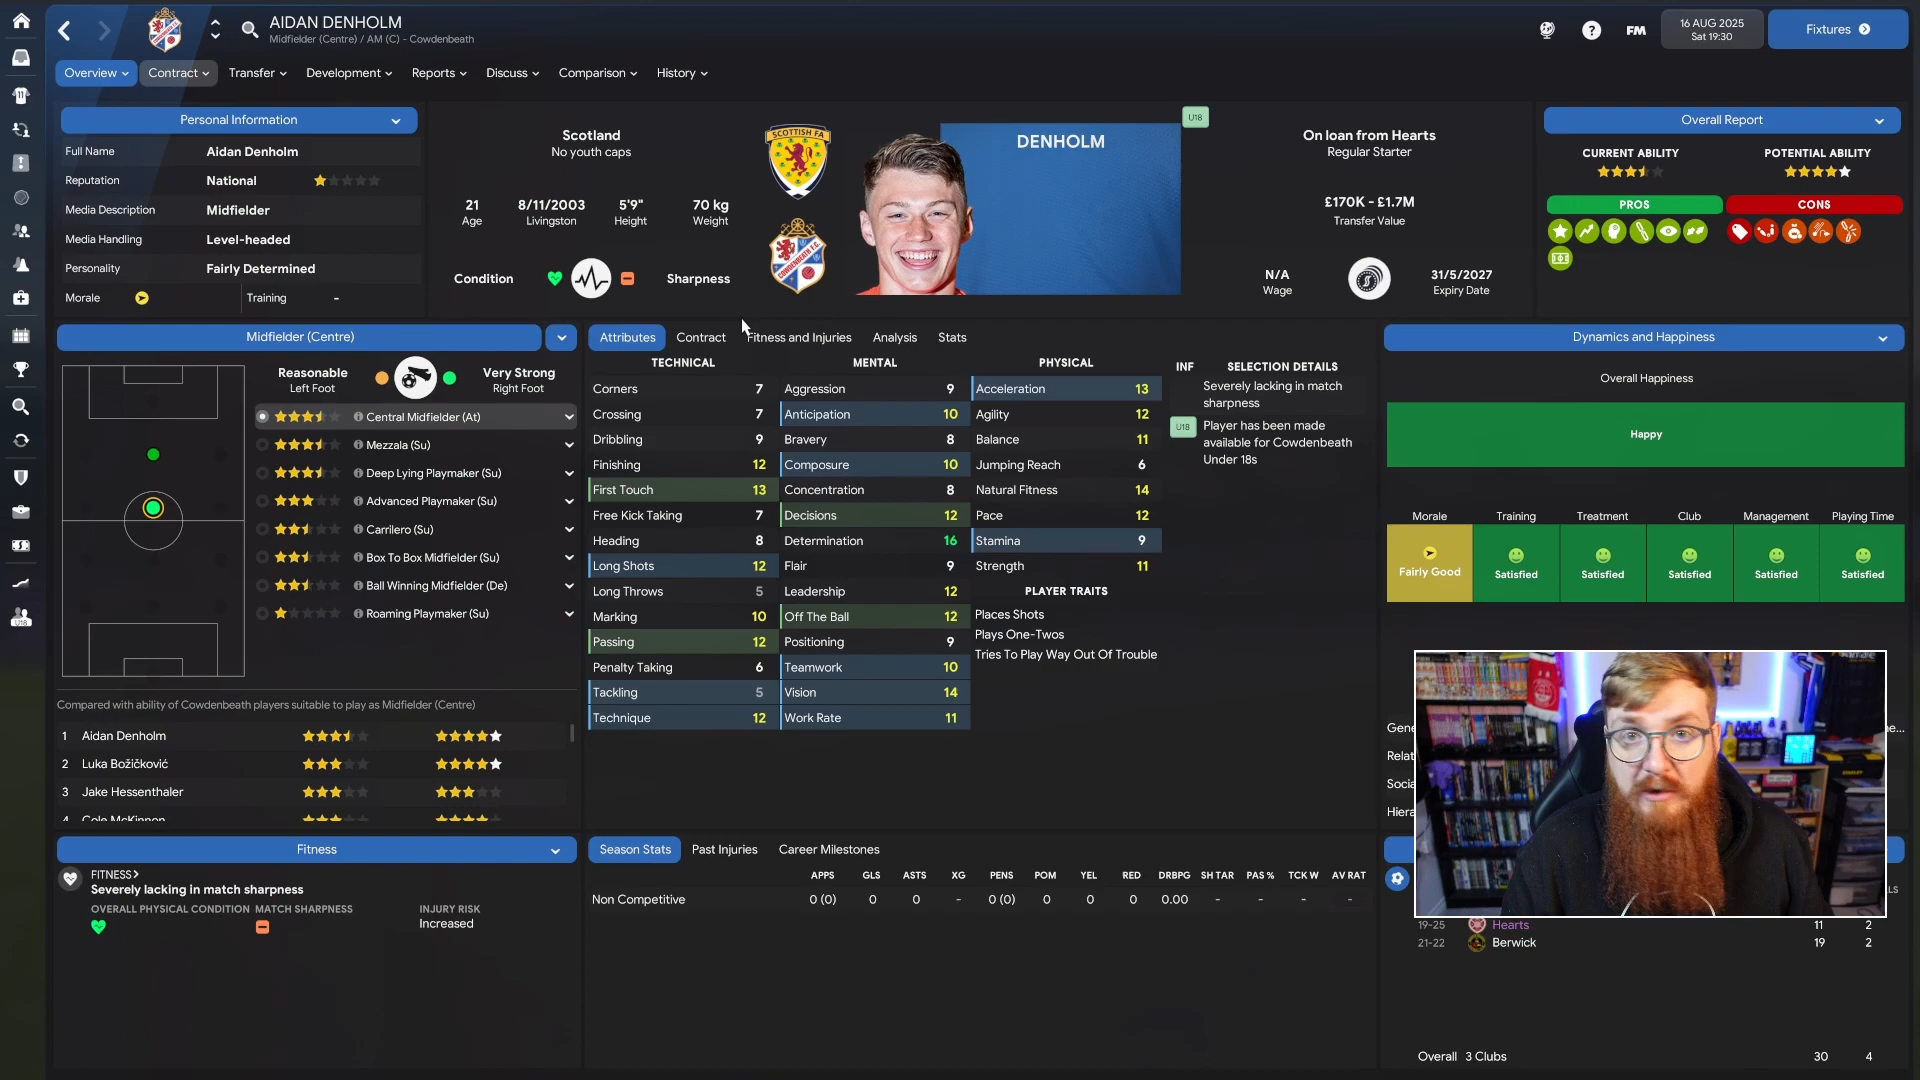 AIDAN DENHOLM
Midfielder (Centre) / AM (C) - Cowdenbeath
FM
16 AUG 2025
Sat 19:30
Fixtures
Overview
Contract
Transfer
Development
Reports
Discuss
Comparison
History
Personal Information
Full Name Aidan Denholm
Reputation National
Media Description Midfielder
Media Handling Level-headed
Personality Fairly Determined
Morale
Training -
Scotland
No youth caps
21
Age
8/11/2003
Livingston
5'9"
Height
70 kg
Weight
Condition
Sharpness
SCOTTISH FA
COWDENBEATH F.C.
DENHOLM
U18
On loan from Hearts
Regular Starter
£170K - £1.7M
Transfer Value
N/A
Wage
31/5/2027
Expiry Date
Overall Report
CURRENT ABILITY
POTENTIAL ABILITY
PROS
CONS
Midfielder (Centre)
Reasonable
Left Foot
Very Strong
Right Foot
Central Midfielder (At)
Mezzala (Su)
Deep Lying Playmaker (Su)
Advanced Playmaker (Su)
Carrilero (Su)
Box To Box Midfielder (Su)
Ball Winning Midfielder (De)
Roaming Playmaker (Su)
Compared with ability of Cowdenbeath players suitable to play as Midfielder (Centre)
1 Aidan Denholm
2 Luka Božičković
3 Jake Hessenthaler
4 Cole McKinnon
Attributes
Contract
Fitness and Injuries
Analysis
Stats
TECHNICAL
Corners 7
Crossing 7
Dribbling 9
Finishing 12
First Touch 13
Free Kick Taking 7
Heading 8
Long Shots 12
Long Throws 5
Marking 10
Passing 12
Penalty Taking 6
Tackling 5
Technique 12
MENTAL
Aggression 9
Anticipation 10
Bravery 8
Composure 10
Concentration 8
Decisions 12
Determination 16
Flair 9
Leadership 12
Off The Ball 12
Positioning 9
Teamwork 10
Vision 14
Work Rate 11
PHYSICAL
Acceleration 13
Agility 12
Balance 11
Jumping Reach 6
Natural Fitness 14
Pace 12
Stamina 9
Strength 11
PLAYER TRAITS
Places Shots
Plays One-Twos
Tries To Play Way Out Of Trouble
INF
SELECTION DETAILS
Severely lacking in match
sharpness
U18
Player has been made
available for Cowdenbeath
Under 18s
Dynamics and Happiness
Overall Happiness
Happy
Morale
Fairly Good
Training
Satisfied
Treatment
Satisfied
Club
Satisfied
Management
Satisfied
Playing Time
Satisfied
Gene
Relat
Socia
Hiera
e...
Fitness
FITNESS>
Severely lacking in match sharpness
OVERALL PHYSICAL CONDITION
MATCH SHARPNESS
INJURY RISK
Increased
Season Stats
Past Injuries
Career Milestones
APPS GLS ASTS XG PENS POM YEL RED DRBPG SH TAR PAS % TCK W AV RAT
Non Competitive 0 (0) 0 0 - 0 (0) 0 0 0 0.00 - - - -
LS
19-25 Hearts 11 2
21-22 Berwick 19 2
Overall 3 Clubs 30 4
U18